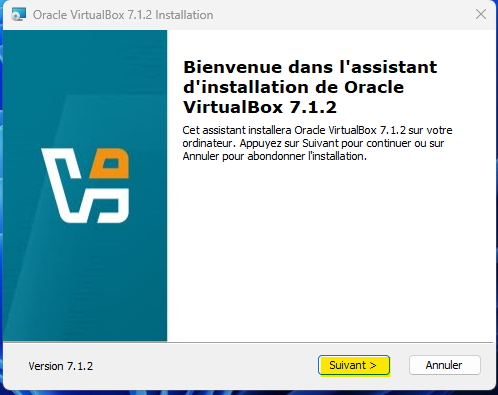 Oracle VirtualBox 7.1.2 Installation
Bienvenue dans l'assistant
d'installation de Oracle
VirtualBox 7.1.2
Cet assistant installera Oracle VirtualBox 7.1.2 sur votre
ordinateur. Appuyez sur Suivant pour continuer ou sur
Annuler pour abondonner l'installation.
Version 7.1.2
Suivant >
Annuler